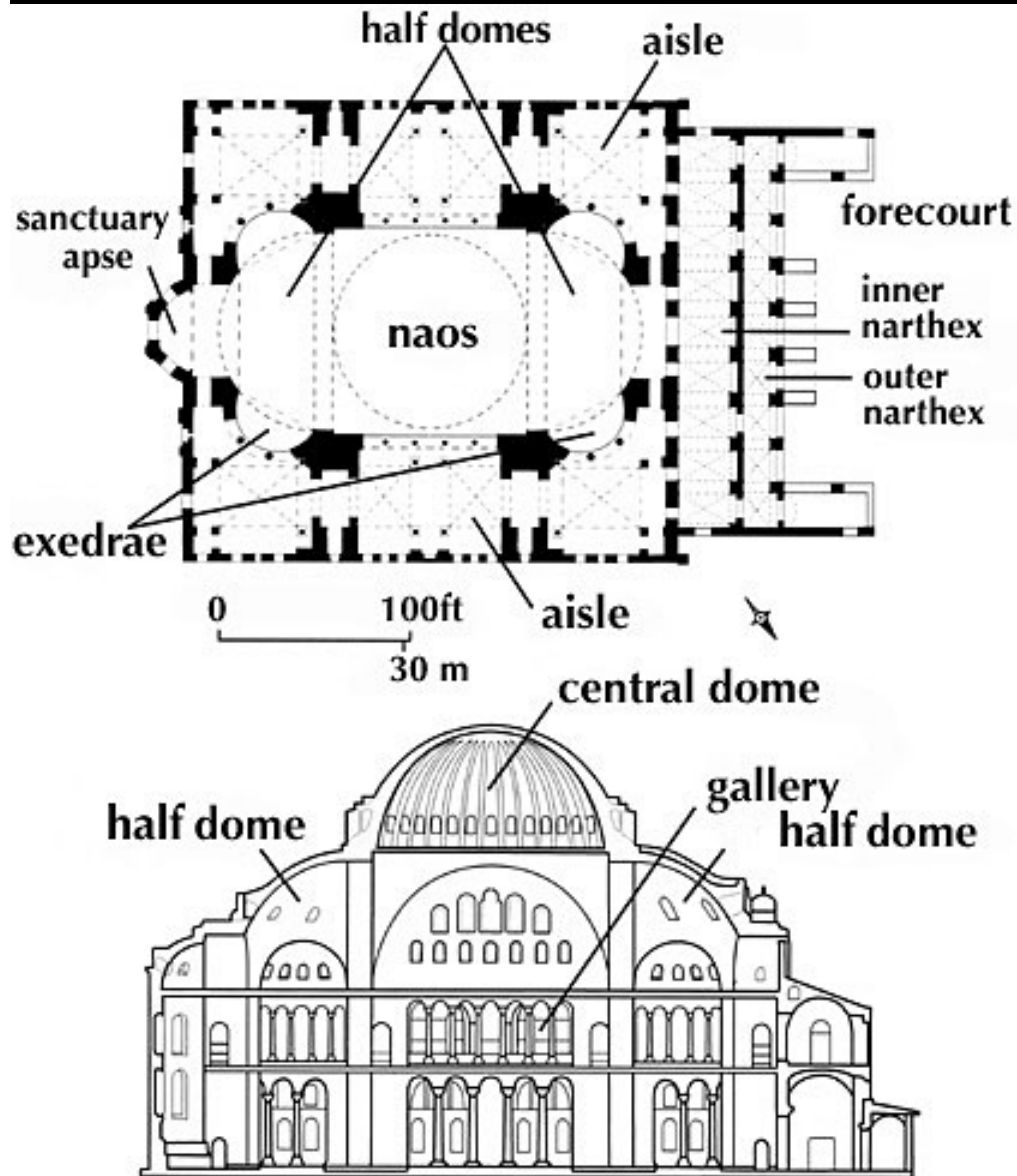 half domes
aisle
sanctuary
apse
forecourt
naos
inner
narthex
outer
narthex
exedrae
aisle
0
100ft
30 m
central dome
gallery
half dome
half dome